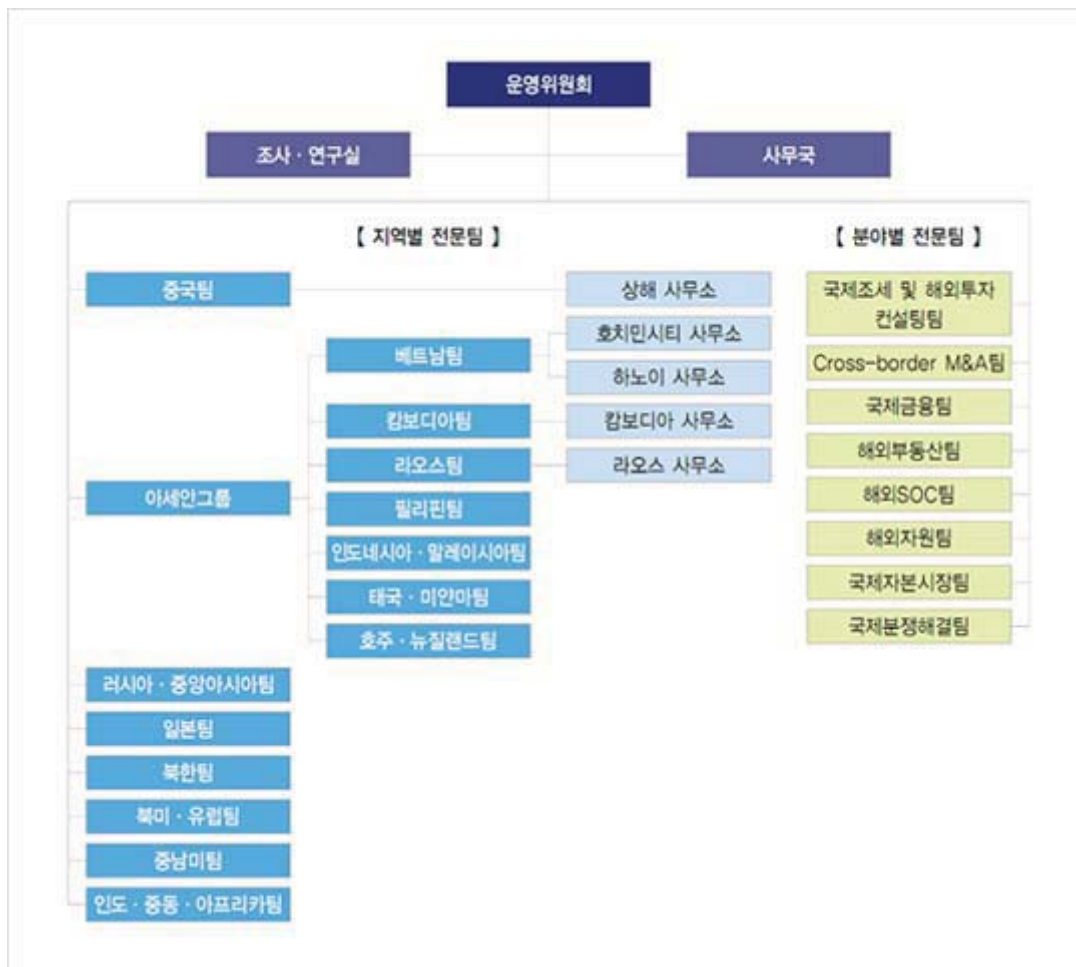 운영위원회
조사 · 연구실
사무국
【 지역별 전문팀 】
【 분야별 전문팀 】
중국팀
상해 사무소
국제조세 및 해외투자
컨설팅팀
베트남팀
호치민시티 사무소
하노이 사무소
Cross-border M&A팀
캄보디아팀
캄보디아 사무소
국제금융팀
라오스팀
라오스 사무소
해외부동산팀
아세안그룹
필리핀팀
해외SOC팀
인도네시아 · 말레이시아팀
해외자원팀
태국 · 미얀마팀
국제자본시장팀
호주 · 뉴질랜드팀
국제분쟁해결팀
러시아 · 중앙아시아팀
일본팀
북한팀
북미 · 유럽팀
중남미팀
인도 · 중동 · 아프리카팀